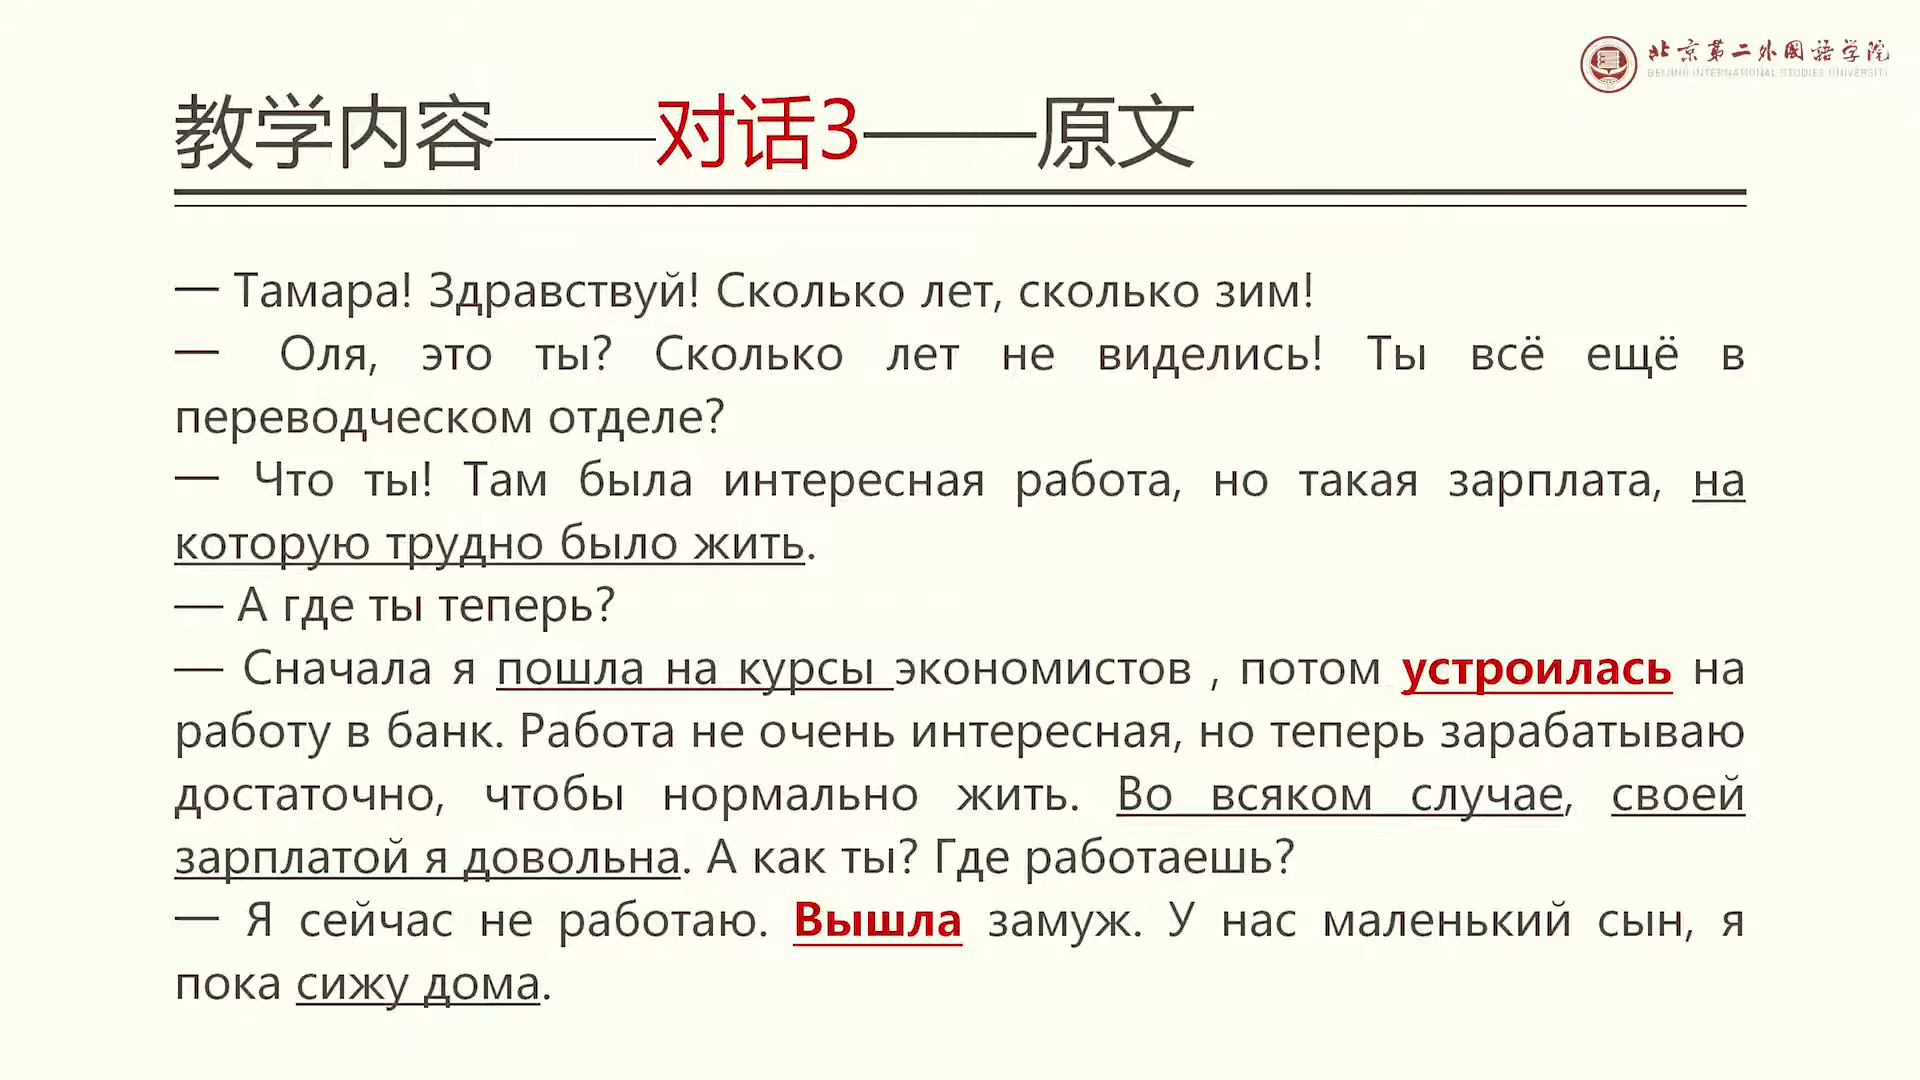 北京第二外国语学院
BEIJING INTERNATIONAL STUDIES UNIVERSITY
教学内容——对话3——原文
— Тамара! Здравствуй! Сколько лет, сколько зим!
— Оля, это ты? Сколько лет не виделись! Ты всё ещё в
переводческом отделе?
— Что ты! Там была интересная работа, но такая зарплата, на
которую трудно было жить.
— А где ты теперь?
— Сначала я пошла на курсы экономистов , потом устроилась на
работу в банк. Работа не очень интересная, но теперь зарабатываю
достаточно, чтобы нормально жить. Во всяком случае, своей
зарплатой я довольна. А как ты? Где работаешь?
— Я сейчас не работаю. Вышла замуж. У нас маленький сын, я
пока сижу дома.